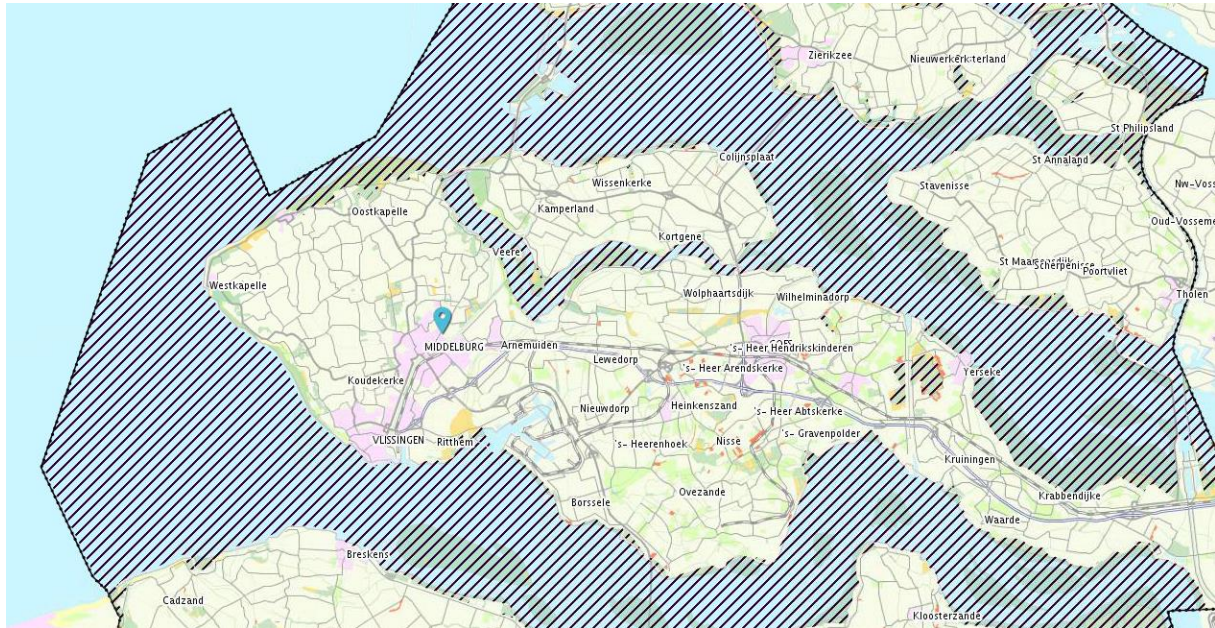 Zierikzee
Nieuwerkerk
St Philipsland
Colijnsplaat
St Annaland
Wissenkerke
Stavenisse
Nw-Vos
Kamperland
Oostkapelle
Oud-Vosseme
Kortgene
Veere
St Maartensdijk
Scherpenisse
Poortvliet
Westkapelle
Wolphaartsdijk
Wilhelminadorp
Tholen
MIDDELBURG
Arnemuiden
's- Heer Hendrikskinderen
Lewedorp
's- Heer Arendskerke
Yerseke
Koudekerke
Nieuwdorp
Heinkenszand
's- Heer Abtskerke
VLISSINGEN
Ritthem
's- Heerenhoek
Nisse
's- Gravenpolder
Kruiningen
Ovezande
Krabbendijke
Borssele
Waarde
Breskens
Cadzand
Kloosterzande